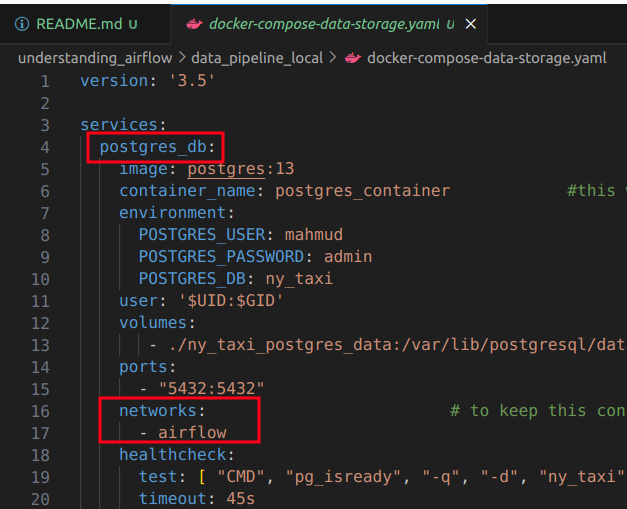 README.md U
docker-compose-data-storage.yaml U
understanding_airflow > data_pipeline_local > docker-compose-data-storage.yaml
1 version: '3.5'
2
3 services:
4 postgres_db:
5 image: postgres:13
6 container_name: postgres_container #this
7 environment:
8 POSTGRES_USER: mahmud
9 POSTGRES_PASSWORD: admin
10 POSTGRES_DB: ny_taxi
11 user: '$UID:$GID'
12 volumes:
13 - ./ny_taxi_postgres_data:/var/lib/postgresql/dat
14 ports:
15 - "5432:5432"
16 networks: # to keep this con
17 - airflow
18 healthcheck:
19 test: [ "CMD", "pg_isready", "-q", "-d", "ny_taxi"
20 timeout: 45s